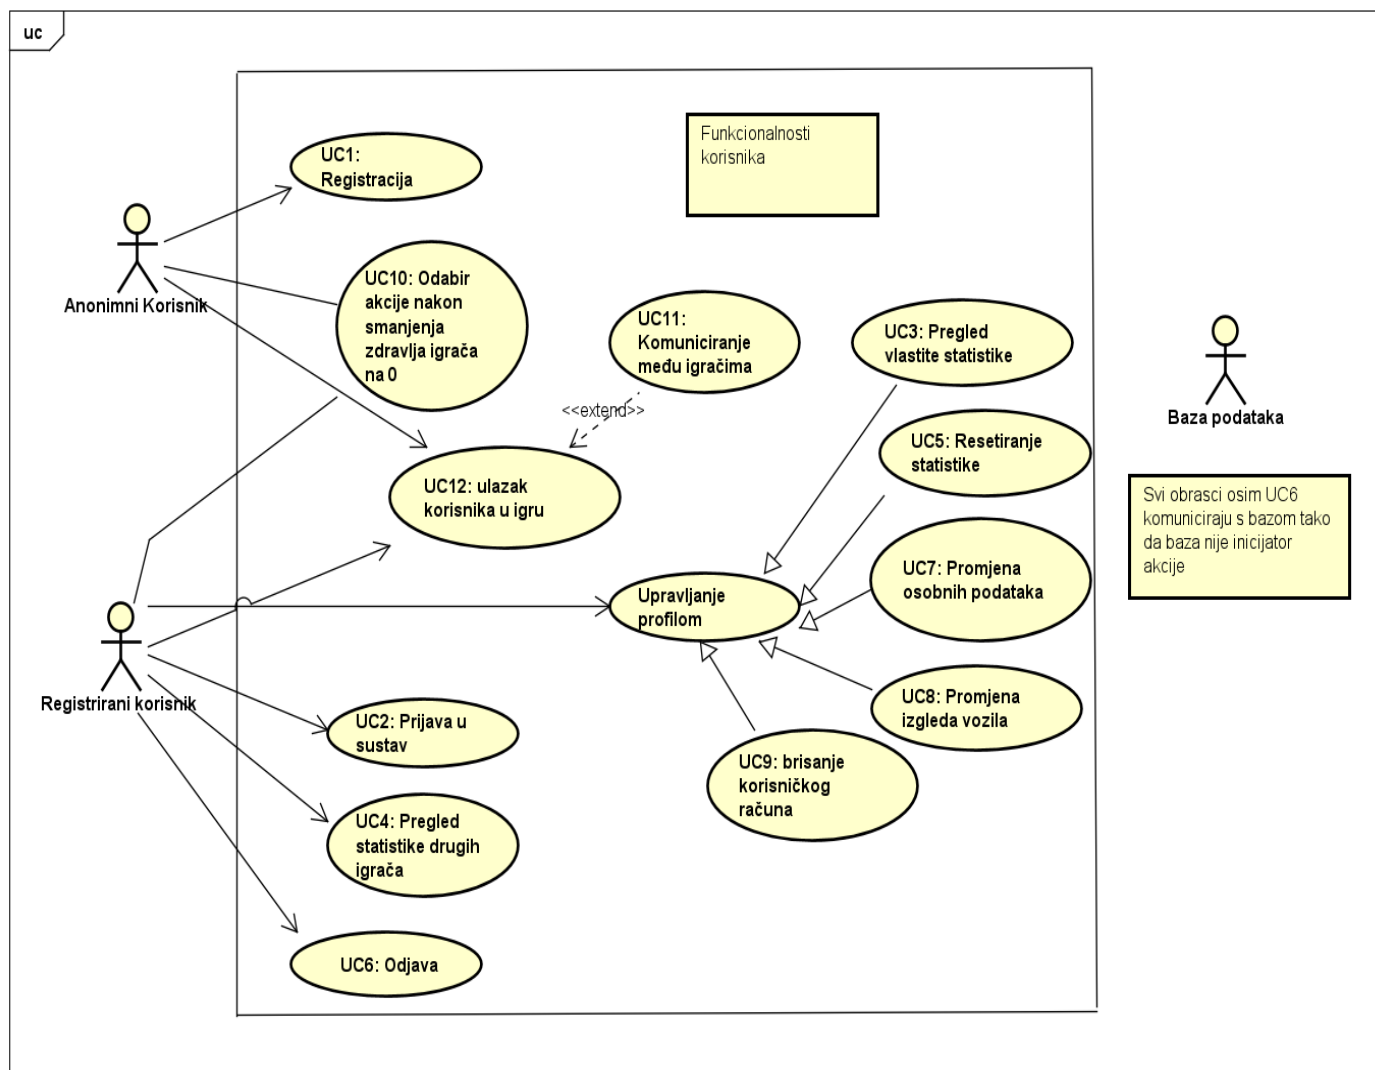 uc
Funkcionalnosti
korisnika
UC1:
Registracija
Anonimni Korisnik
UC10: Odabir
akcije nakon
smanjenja
zdravlja igrača
na 0
UC11:
Komuniciranje
među igračima
UC3: Pregled
vlastite statistike
Baza podataka
<<extend>>
UC5: Resetiranje
statistike
UC12: ulazak
korisnika u igru
Svi obrasci osim UC6
komuniciraju s bazom tako
da baza nije inicijator
akcije
UC7: Promjena
osobnih podataka
Upravljanje
profilom
Registrirani korisnik
UC8: Promjena
izgleda vozila
UC2: Prijava u
sustav
UC9: brisanje
korisničkog
računa
UC4: Pregled
statistike drugih
igrača
UC6: Odjava